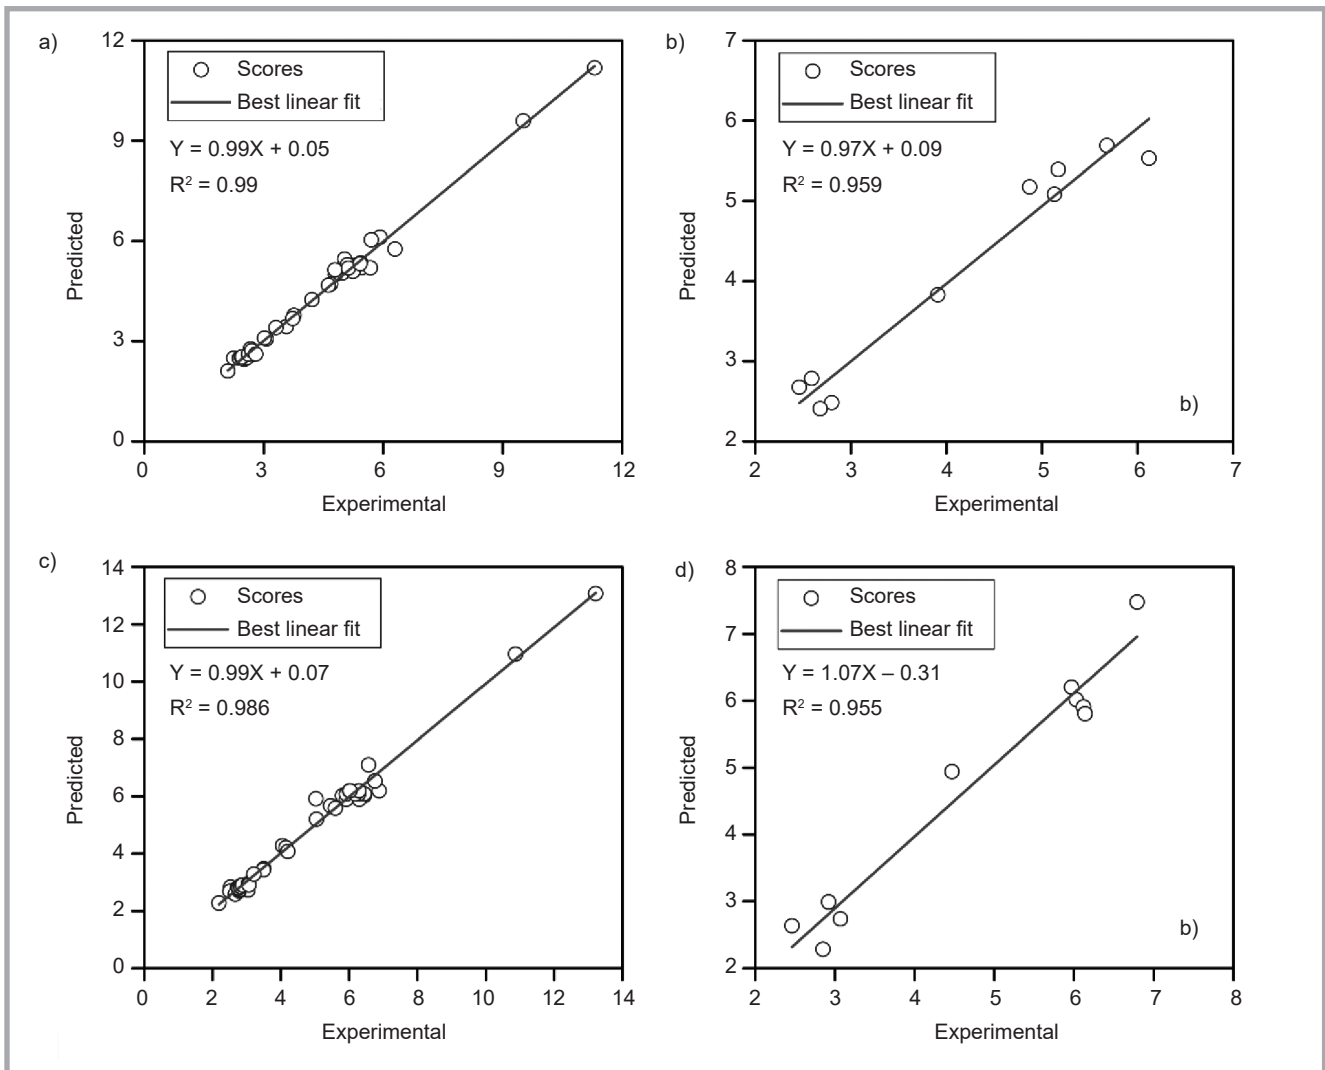 a)
12
9
6
3
0
0 3 6 9 12
Predicted
Experimental
Scores
Best linear fit
Y = 0.99X + 0.05
R² = 0.99
b)
7
6
5
4
3
2
2 3 4 5 6 7
Predicted
Experimental
Scores
Best linear fit
Y = 0.97X + 0.09
R² = 0.959
b)
c)
14
12
10
8
6
4
2
0
0 2 4 6 8 10 12 14
Predicted
Experimental
Scores
Best linear fit
Y = 0.99X + 0.07
R² = 0.986
d)
8
7
6
5
4
3
2
2 3 4 5 6 7 8
Predicted
Experimental
Scores
Best linear fit
Y = 1.07X – 0.31
R² = 0.955
b)